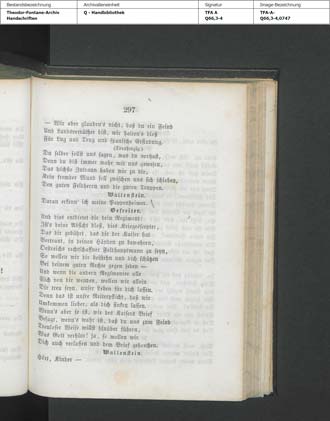 Bestandsbezeichnung
Theodor-Fontane-Archiv
Handschriften
Archivalieneinheit
Q - Handbibliothek
Signatur
TFA A
Q66,3-4
Image-Bezeichnung
TFA-A-
Q66,3-4,0747
297
— Wir aber glauben's nicht, daß du ein Feind
Und Landsverräther bist, wir halten's bloß
Für Lug und Trug und spanische Erfindung.
(Treuherzig.)
Du selber sollst uns sagen, was du vorhast,
Denn du bist immer wahr mit uns gewesen,
Das höchste Zutraun haben wir zu dir,
Kein fremder Mund soll zwischen uns sich schieben,
Den guten Feldherrn und die guten Truppen.
Wallenstein.
Daran erkenn' ich meine Pappenheimer.
Gefreiter.
Und dies entbietet dir dein Regiment:
Ist's deine Absicht bloß, dies Kriegesscepter,
Das dir gebührt, das dir der Kaiser hat
Vertraut, in deinen Händen zu bewahren,
Oestreichs rechtschaffner Feldhauptmann zu seyn,
So wollen wir dir beistehn und dich schützen
Bei deinem guten Rechte gegen jeden —
Und wenn die andern Regimenter alle
Sich von dir wenden, wollen wir allein
Dir treu seyn, unser Leben für dich lassen.
Denn das ist unsre Reiterpflicht, daß wir
Umkommen lieber, als dich sinken lassen.
Wenn's aber so ist, wie des Kaisers Brief
Besagt, wenn's wahr ist, daß du uns zum Feind
Treuloser Weise willst hinüber führen,
Was Gott verhüte! ja, so wollen wir
Dich auch verlassen und dem Brief gehorchen.
Wallenstein.
Hört, Kinder —